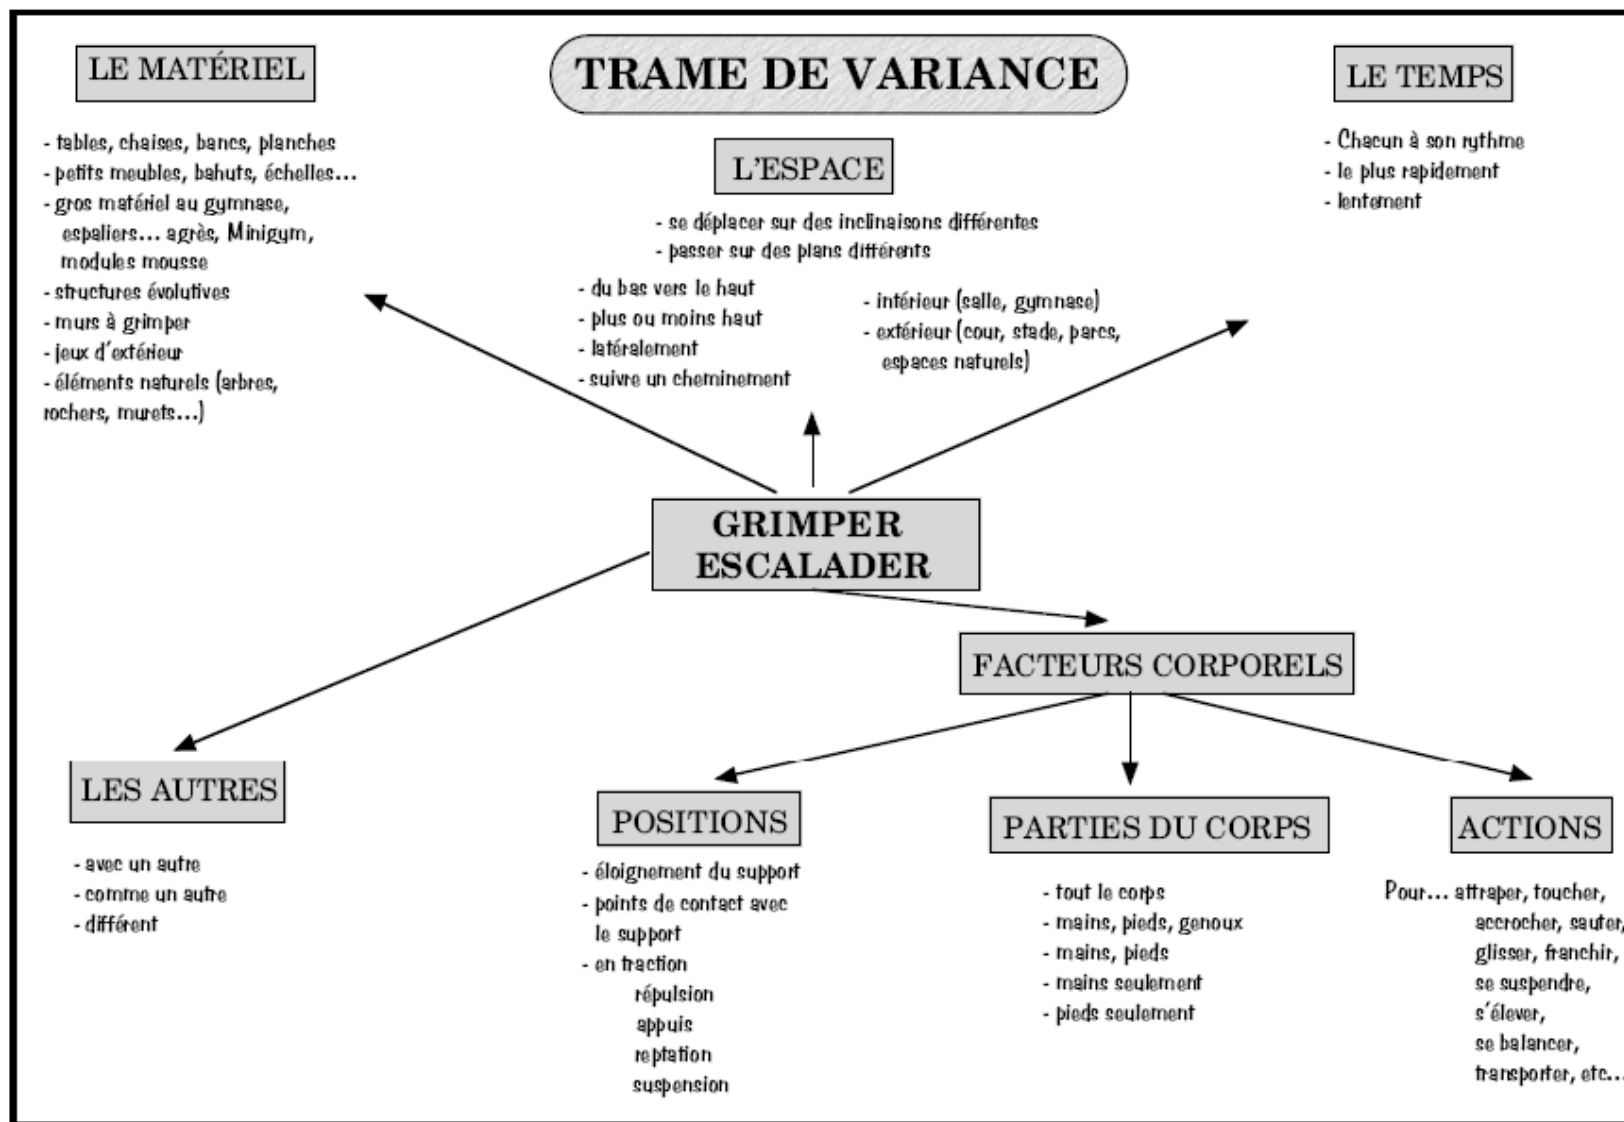 TRAME DE VARIANCE
LE MATÉRIEL
- tables, chaises, bancs, planches
- petits meubles, bahuts, échelles...
- gros matériel au gymnase,
espaliers... agrès, Minigym,
modules mousse
- structures évolutives
- murs à grimper
- jeux d'extérieur
- éléments naturels (arbres,
rochers, murets...)
L'ESPACE
- se déplacer sur des inclinaisons différentes
- passer sur des plans différents
- du bas vers le haut
- plus ou moins haut
- latéralement
- suivre un cheminement
- intérieur (salle, gymnase)
- extérieur (cour, stade, parcs,
espaces naturels)
LE TEMPS
- Chacun à son rythme
- le plus rapidement
- lentement
GRIMPER
ESCALADER
FACTEURS CORPORELS
LES AUTRES
- avec un autre
- comme un autre
- différent
POSITIONS
- éloignement du support
- points de contact avec
le support
- en traction
répulsion
appuis
reptation
suspension
PARTIES DU CORPS
- tout le corps
- mains, pieds, genoux
- mains, pieds
- mains seulement
- pieds seulement
ACTIONS
Pour... attraper, toucher,
accrocher, sauter,
glisser, franchir,
se suspendre,
s'élever,
se balancer,
transporter, etc...